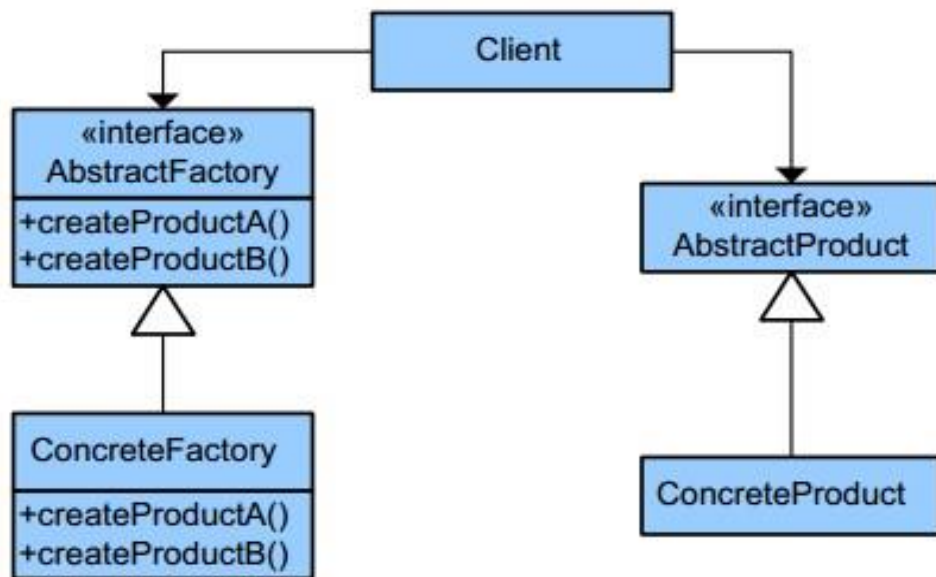 Client
«interface»
AbstractFactory
+createProductA()
+createProductB()
«interface»
AbstractProduct
ConcreteFactory
+createProductA()
+createProductB()
ConcreteProduct